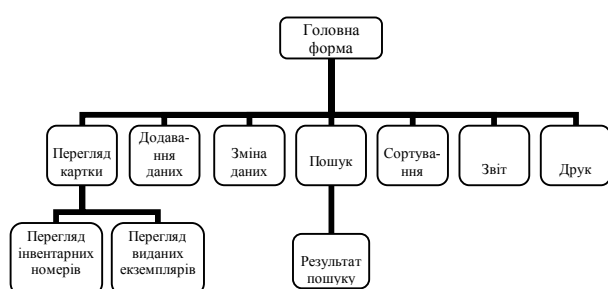 Головна
форма
Перегляд
картки
Додава-
ння
даних
Зміна
даних
Пошук
Сортува-
ння
Звіт
Друк
Перегляд
інвентарних
номерів
Перегляд
виданих
екземплярів
Результат
пошуку